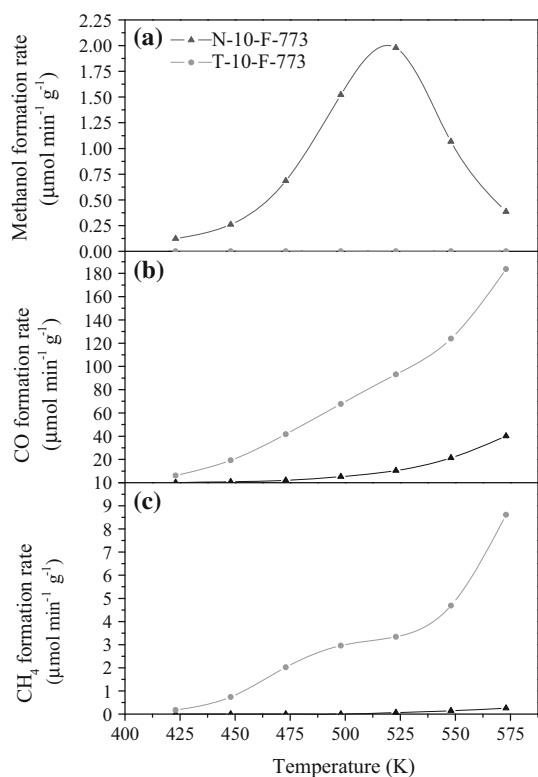 (a)
N-10-F-773
T-10-F-773
Methanol formation rate
((μmol min-1 g-1)
2.00
1.75
1.50
1.25
1.00
0.75
0.50
0.25
0.00
(b)
CO formation rate
((μmol min-1 g-1)
180
160
140
120
100
80
60
40
20
10
(c)
CH4 formation rate
(μmol min-1 g-1)
9
8
7
6
5
4
3
2
1
0
400 425 450 475 500 525 550 575
Temperature (K)